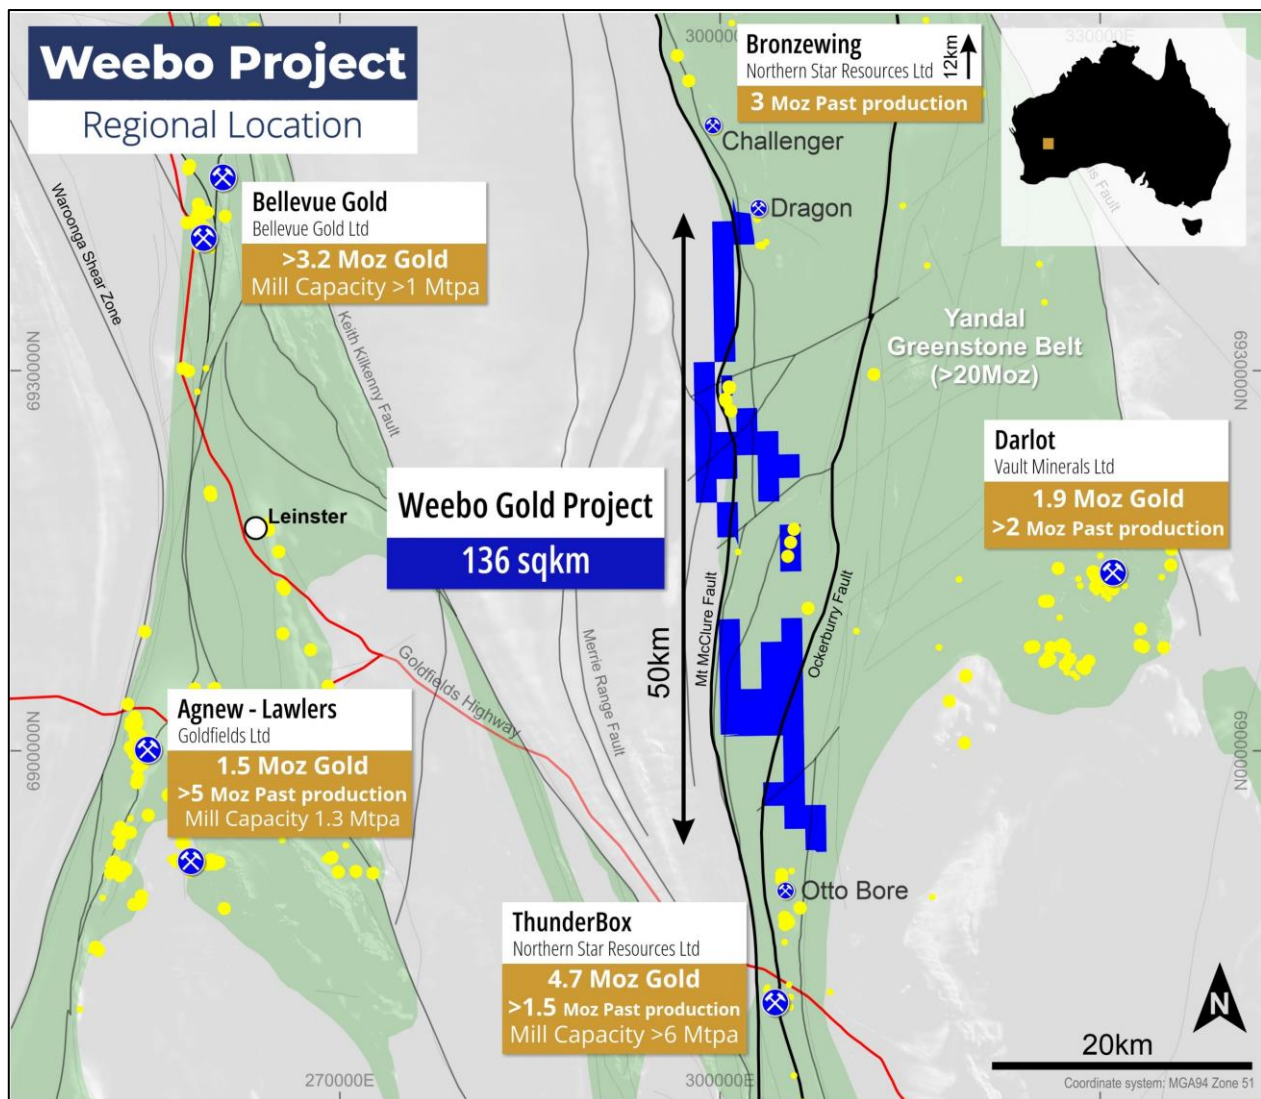 Weebo Project
Regional Location
300000E
330000E
Bronzewing
Northern Star Resources Ltd
12km
3 Moz Past production
Challenger
Dragon
Waroonga Shear Zone
Bellevue Gold
Bellevue Gold Ltd
>3.2 Moz Gold
Mill Capacity >1 Mtpa
Keith Kilkenny Fault
Yandal
Greenstone Belt
(>20Moz)
6930000N
6930000N
Darlot
Vault Minerals Ltd
1.9 Moz Gold
>2 Moz Past production
Leinster
Weebo Gold Project
136 sqkm
50km
Mt McClure Fault
Ockerburry Fault
Merrie Range Fault
Goldfields Highway
Agnew - Lawlers
Goldfields Ltd
1.5 Moz Gold
>5 Moz Past production
Mill Capacity 1.3 Mtpa
6900000N
6900000N
Otto Bore
ThunderBox
Northern Star Resources Ltd
4.7 Moz Gold
>1.5 Moz Past production
Mill Capacity >6 Mtpa
N
20km
270000E
300000E
Coordinate system: MGA94 Zone 51